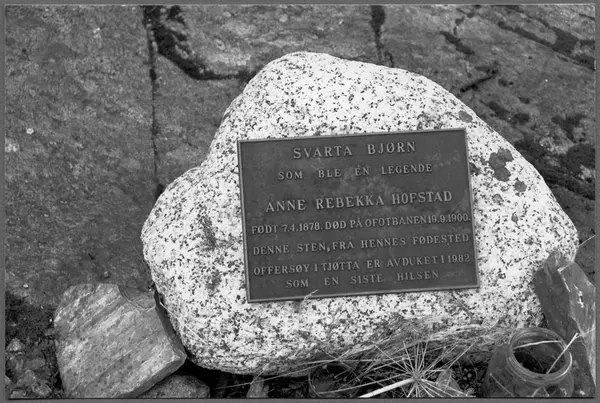 SVARTA BJØRN
SOM BLE EN LEGENDE
ANNE REBEKKA HOFSTAD
FØDT 7.4.1878. DØD PÅ OFOTBANEN 19.9.1900.
DENNE STEN, FRA HENNES FØDESTED
OFFERSØY I TJØTTA ER AVDUKET I 1982
SOM EN SISTE HILSEN